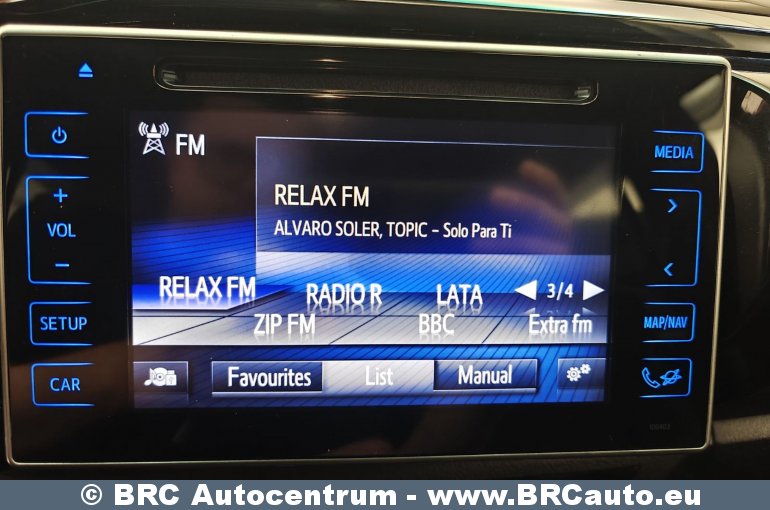 FM
MEDIA
RELAX FM
ALVARO SOLER, TOPIC – Solo Para Ti
+
VOL
−
RELAX FM RADIO R LATA 3/4
ZIP FM BBC Extra fm
SETUP
MAP/NAV
CAR
Favourites List Manual
106402
© BRC Autocentrum - www.BRCauto.eu